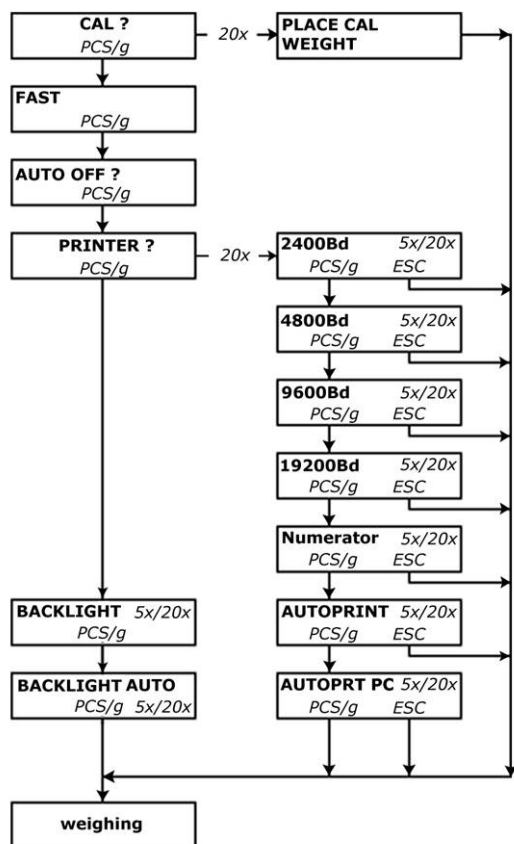 CAL ?
PCS/g
20x
PLACE CAL
WEIGHT
FAST
PCS/g
AUTO OFF ?
PCS/g
PRINTER ?
PCS/g
20x
2400Bd 5x/20x
PCS/g ESC
4800Bd 5x/20x
PCS/g ESC
9600Bd 5x/20x
PCS/g ESC
19200Bd 5x/20x
PCS/g ESC
Numerator 5x/20x
PCS/g ESC
BACKLIGHT 5x/20x
PCS/g
AUTOPRINT 5x/20x
PCS/g ESC
BACKLIGHT AUTO
PCS/g 5x/20x
AUTOPRT PC 5x/20x
PCS/g ESC
weighing